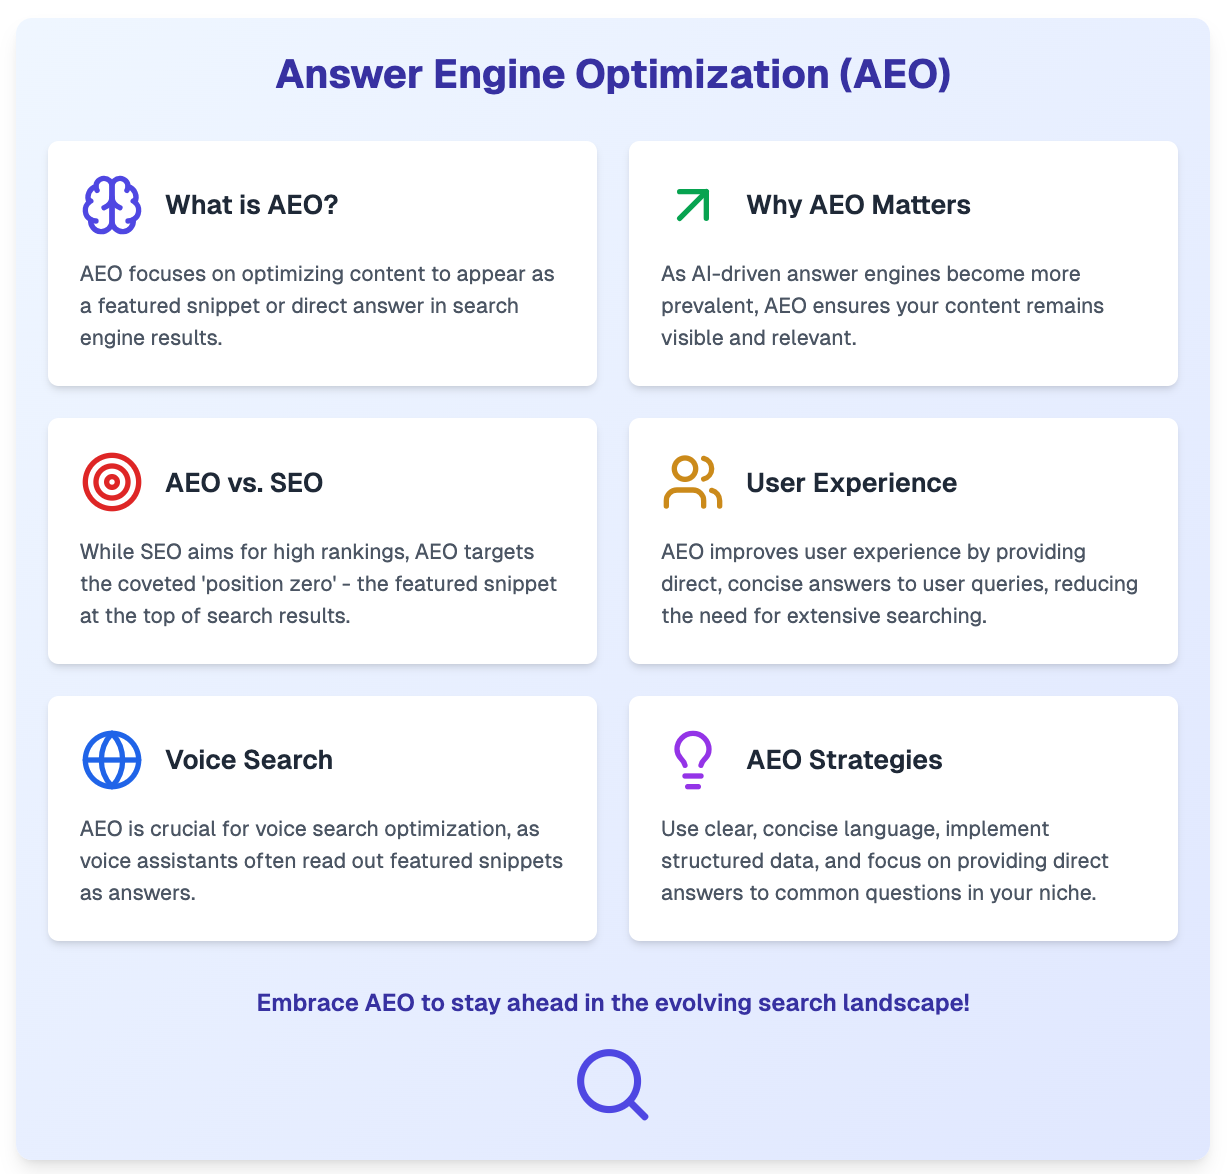 Answer Engine Optimization (AEO)
What is AEO?
AEO focuses on optimizing content to appear as
a featured snippet or direct answer in search
engine results.
Why AEO Matters
As AI-driven answer engines become more
prevalent, AEO ensures your content remains
visible and relevant.
AEO vs. SEO
While SEO aims for high rankings, AEO targets
the coveted 'position zero' - the featured snippet
at the top of search results.
User Experience
AEO improves user experience by providing
direct, concise answers to user queries, reducing
the need for extensive searching.
Voice Search
AEO is crucial for voice search optimization, as
voice assistants often read out featured snippets
as answers.
AEO Strategies
Use clear, concise language, implement
structured data, and focus on providing direct
answers to common questions in your niche.
Embrace AEO to stay ahead in the evolving search landscape!